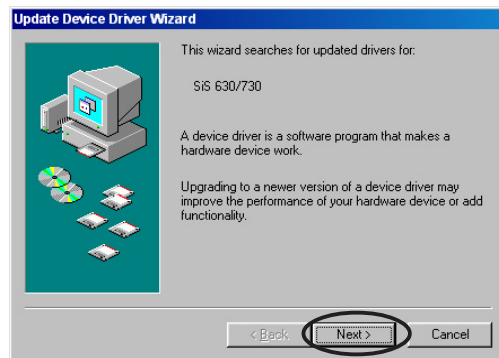 Update Device Driver Wizard
This wizard searches for updated drivers for:
SiS 630/730
A device driver is a software program that makes a
hardware device work.
Upgrading to a newer version of a device driver may
improve the performance of your hardware device or add
functionality.
< Back Next > Cancel